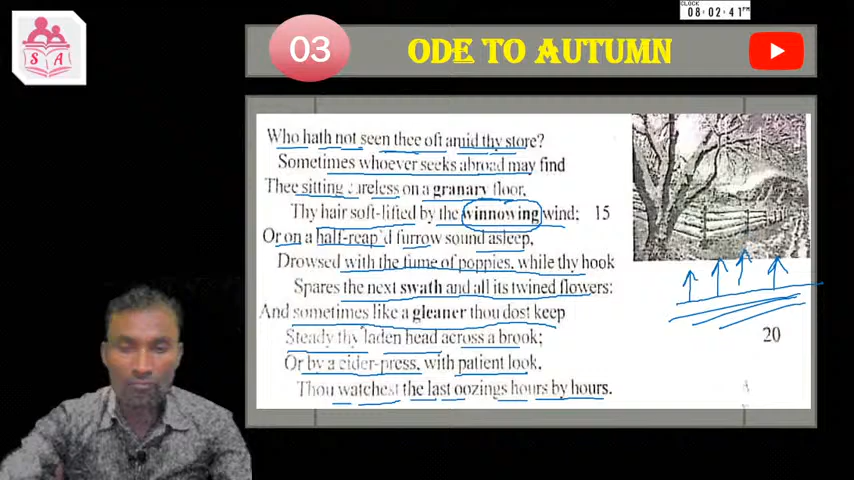 CLOCK
08:02:41PM
S A
03
ODE TO AUTUMN
Who hath not seen thee oft amid thy store?
Sometimes whoever seeks abroad may find
Thee sitting careless on a granary floor,
Thy hair soft-lifted by the winnowing wind; 15
Or on a half-reap'd furrow sound asleep,
Drowsed with the fume of poppies, while thy hook
Spares the next swath and all its twined flowers:
And sometimes like a gleaner thou dost keep
Steady thy laden head across a brook; 20
Or by a cider-press, with patient look.
Thou watchest the last oozings hours by hours.